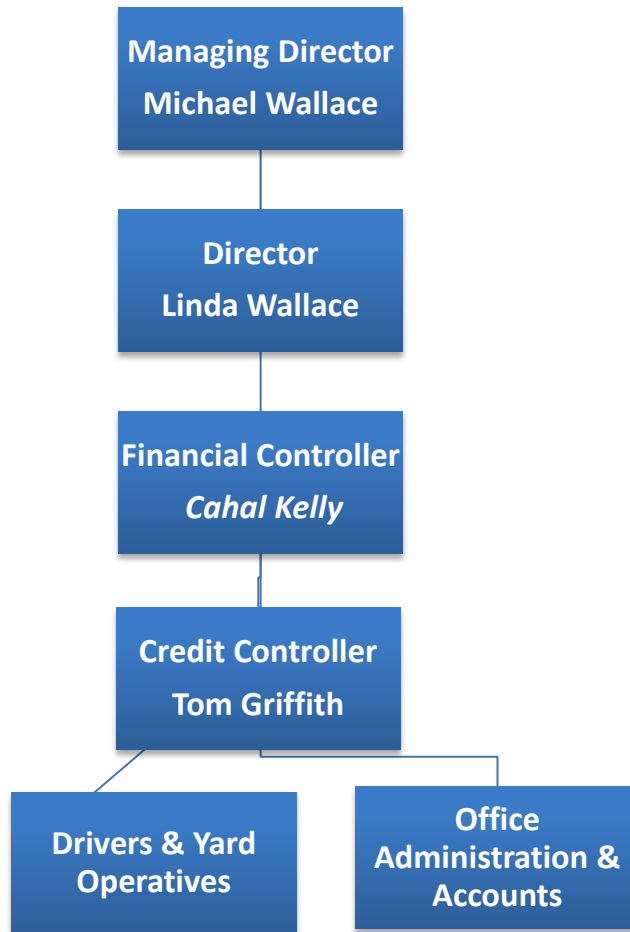 Managing Director
Michael Wallace
Director
Linda Wallace
Financial Controller
Cahal Kelly
Credit Controller
Tom Griffith
Drivers & Yard
Operatives
Office
Administration &
Accounts